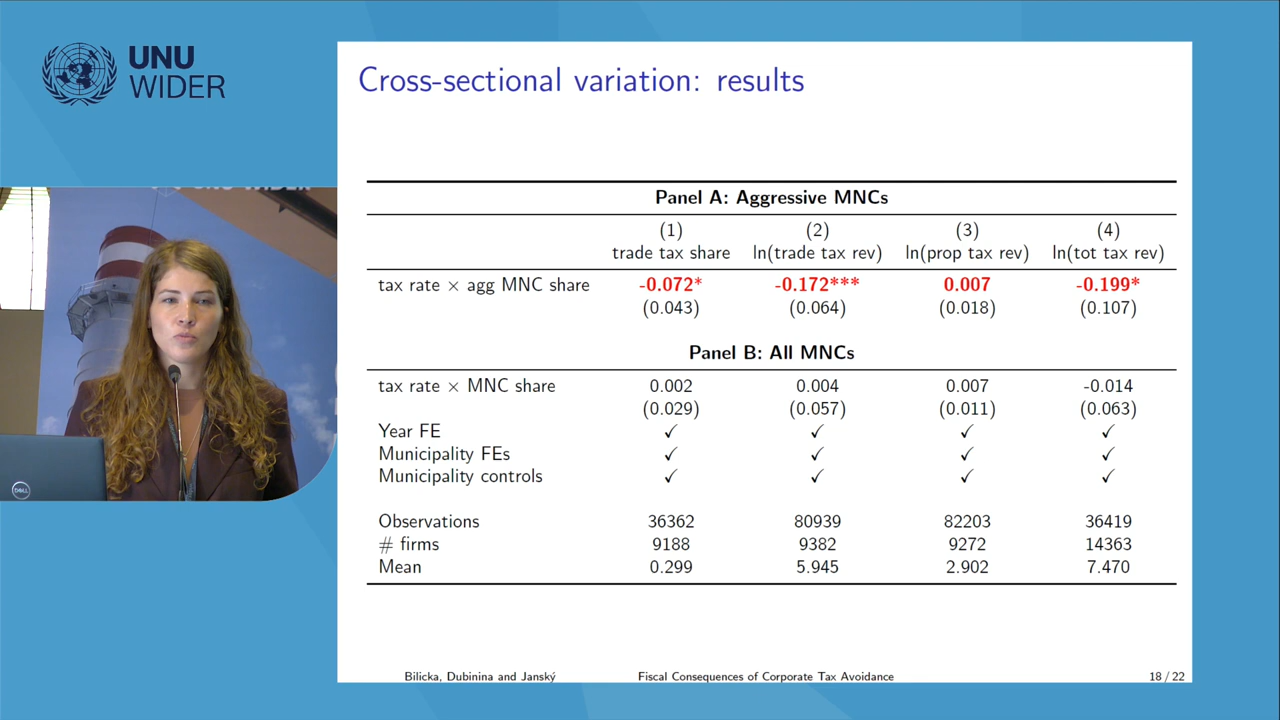 UNU
WIDER
Cross-sectional variation: results
Panel A: Aggressive MNCs
(1) (2) (3) (4)
trade tax share ln(trade tax rev) ln(prop tax rev) ln(tot tax rev)
tax rate × agg MNC share -0.072* -0.172*** 0.007 -0.199*
(0.043) (0.064) (0.018) (0.107)
Panel B: All MNCs
tax rate × MNC share 0.002 0.004 0.007 -0.014
(0.029) (0.057) (0.011) (0.063)
Year FE ✓ ✓ ✓ ✓
Municipality FEs ✓ ✓ ✓ ✓
Municipality controls ✓ ✓ ✓ ✓
Observations 36362 80939 82203 36419
# firms 9188 9382 9272 14363
Mean 0.299 5.945 2.902 7.470
Bilicka, Dubinina and Janský Fiscal Consequences of Corporate Tax Avoidance 18 / 22
DELL